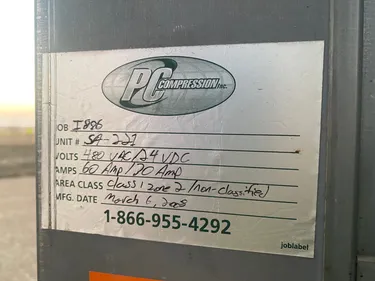 PC COMPRESSION INC.
JOB I886
UNIT # SA-221
VOLTS 480 VAC/24 VDC
AMPS 60 Amp/20 Amp
AREA CLASS Class 1 zone 2 /non-classified
MFG. DATE March 6, 2008
1-866-955-4292
joblabel